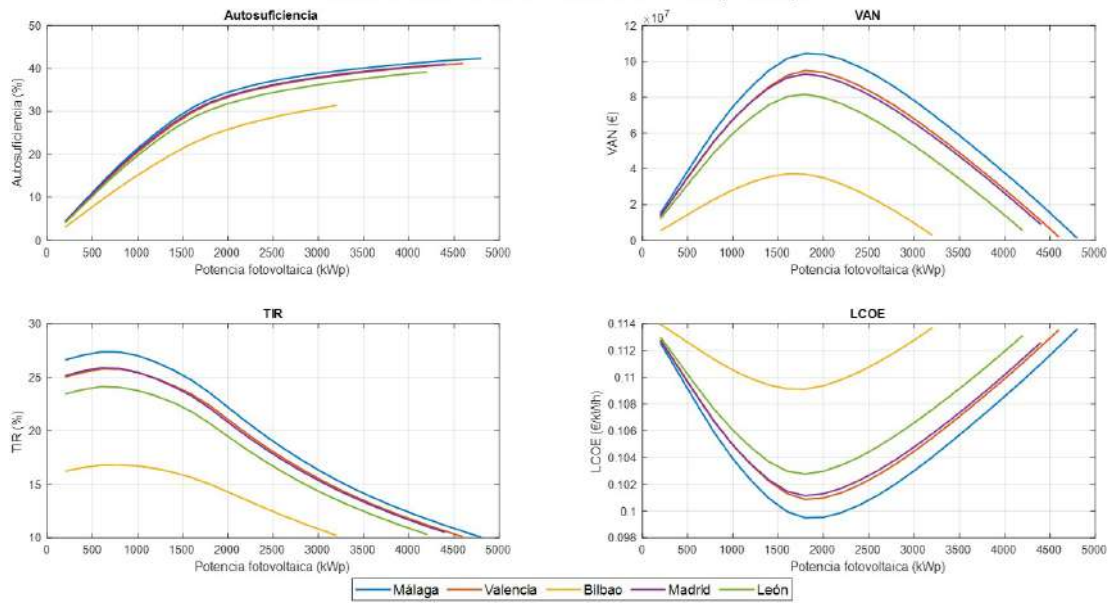 Autosuficiencia
Autosuficiencia (%)
50
40
30
20
10
0
0 500 1000 1500 2000 2500 3000 3500 4000 4500 5000
Potencia fotovoltaica (kWp)
VAN
×10⁷
VAN (€)
12
10
8
6
4
2
0
0 500 1000 1500 2000 2500 3000 3500 4000 4500 5000
Potencia fotovoltaica (kWp)
TIR
TIR (%)
30
25
20
15
10
0 500 1000 1500 2000 2500 3000 3500 4000 4500 5000
Potencia fotovoltaica (kWp)
LCOE
LCOE (€/kWh)
0.114
0.112
0.11
0.108
0.106
0.104
0.102
0.1
0.098
0 500 1000 1500 2000 2500 3000 3500 4000 4500 5000
Potencia fotovoltaica (kWp)
Málaga Valencia Bilbao Madrid León